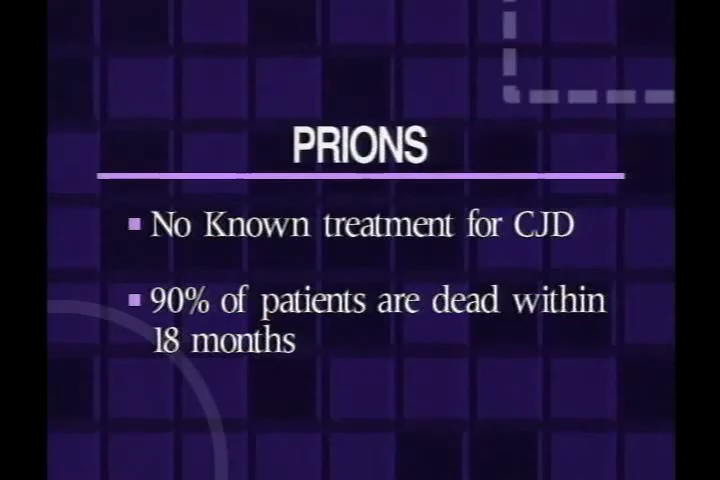 PRIONS
No Known treatment for CJD
90% of patients are dead within
18 months